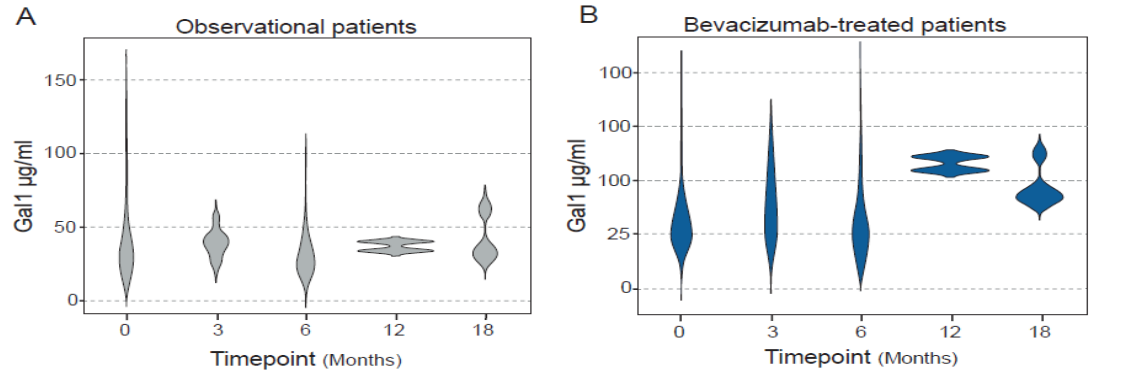 A
Observational patients
150
100
50
0
Gal1 µg/ml
0 3 6 12 18
Timepoint (Months)
B
Bevacizumab-treated patients
100
100
100
25
0
Gal1 µg/ml
0 3 6 12 18
Timepoint (Months)